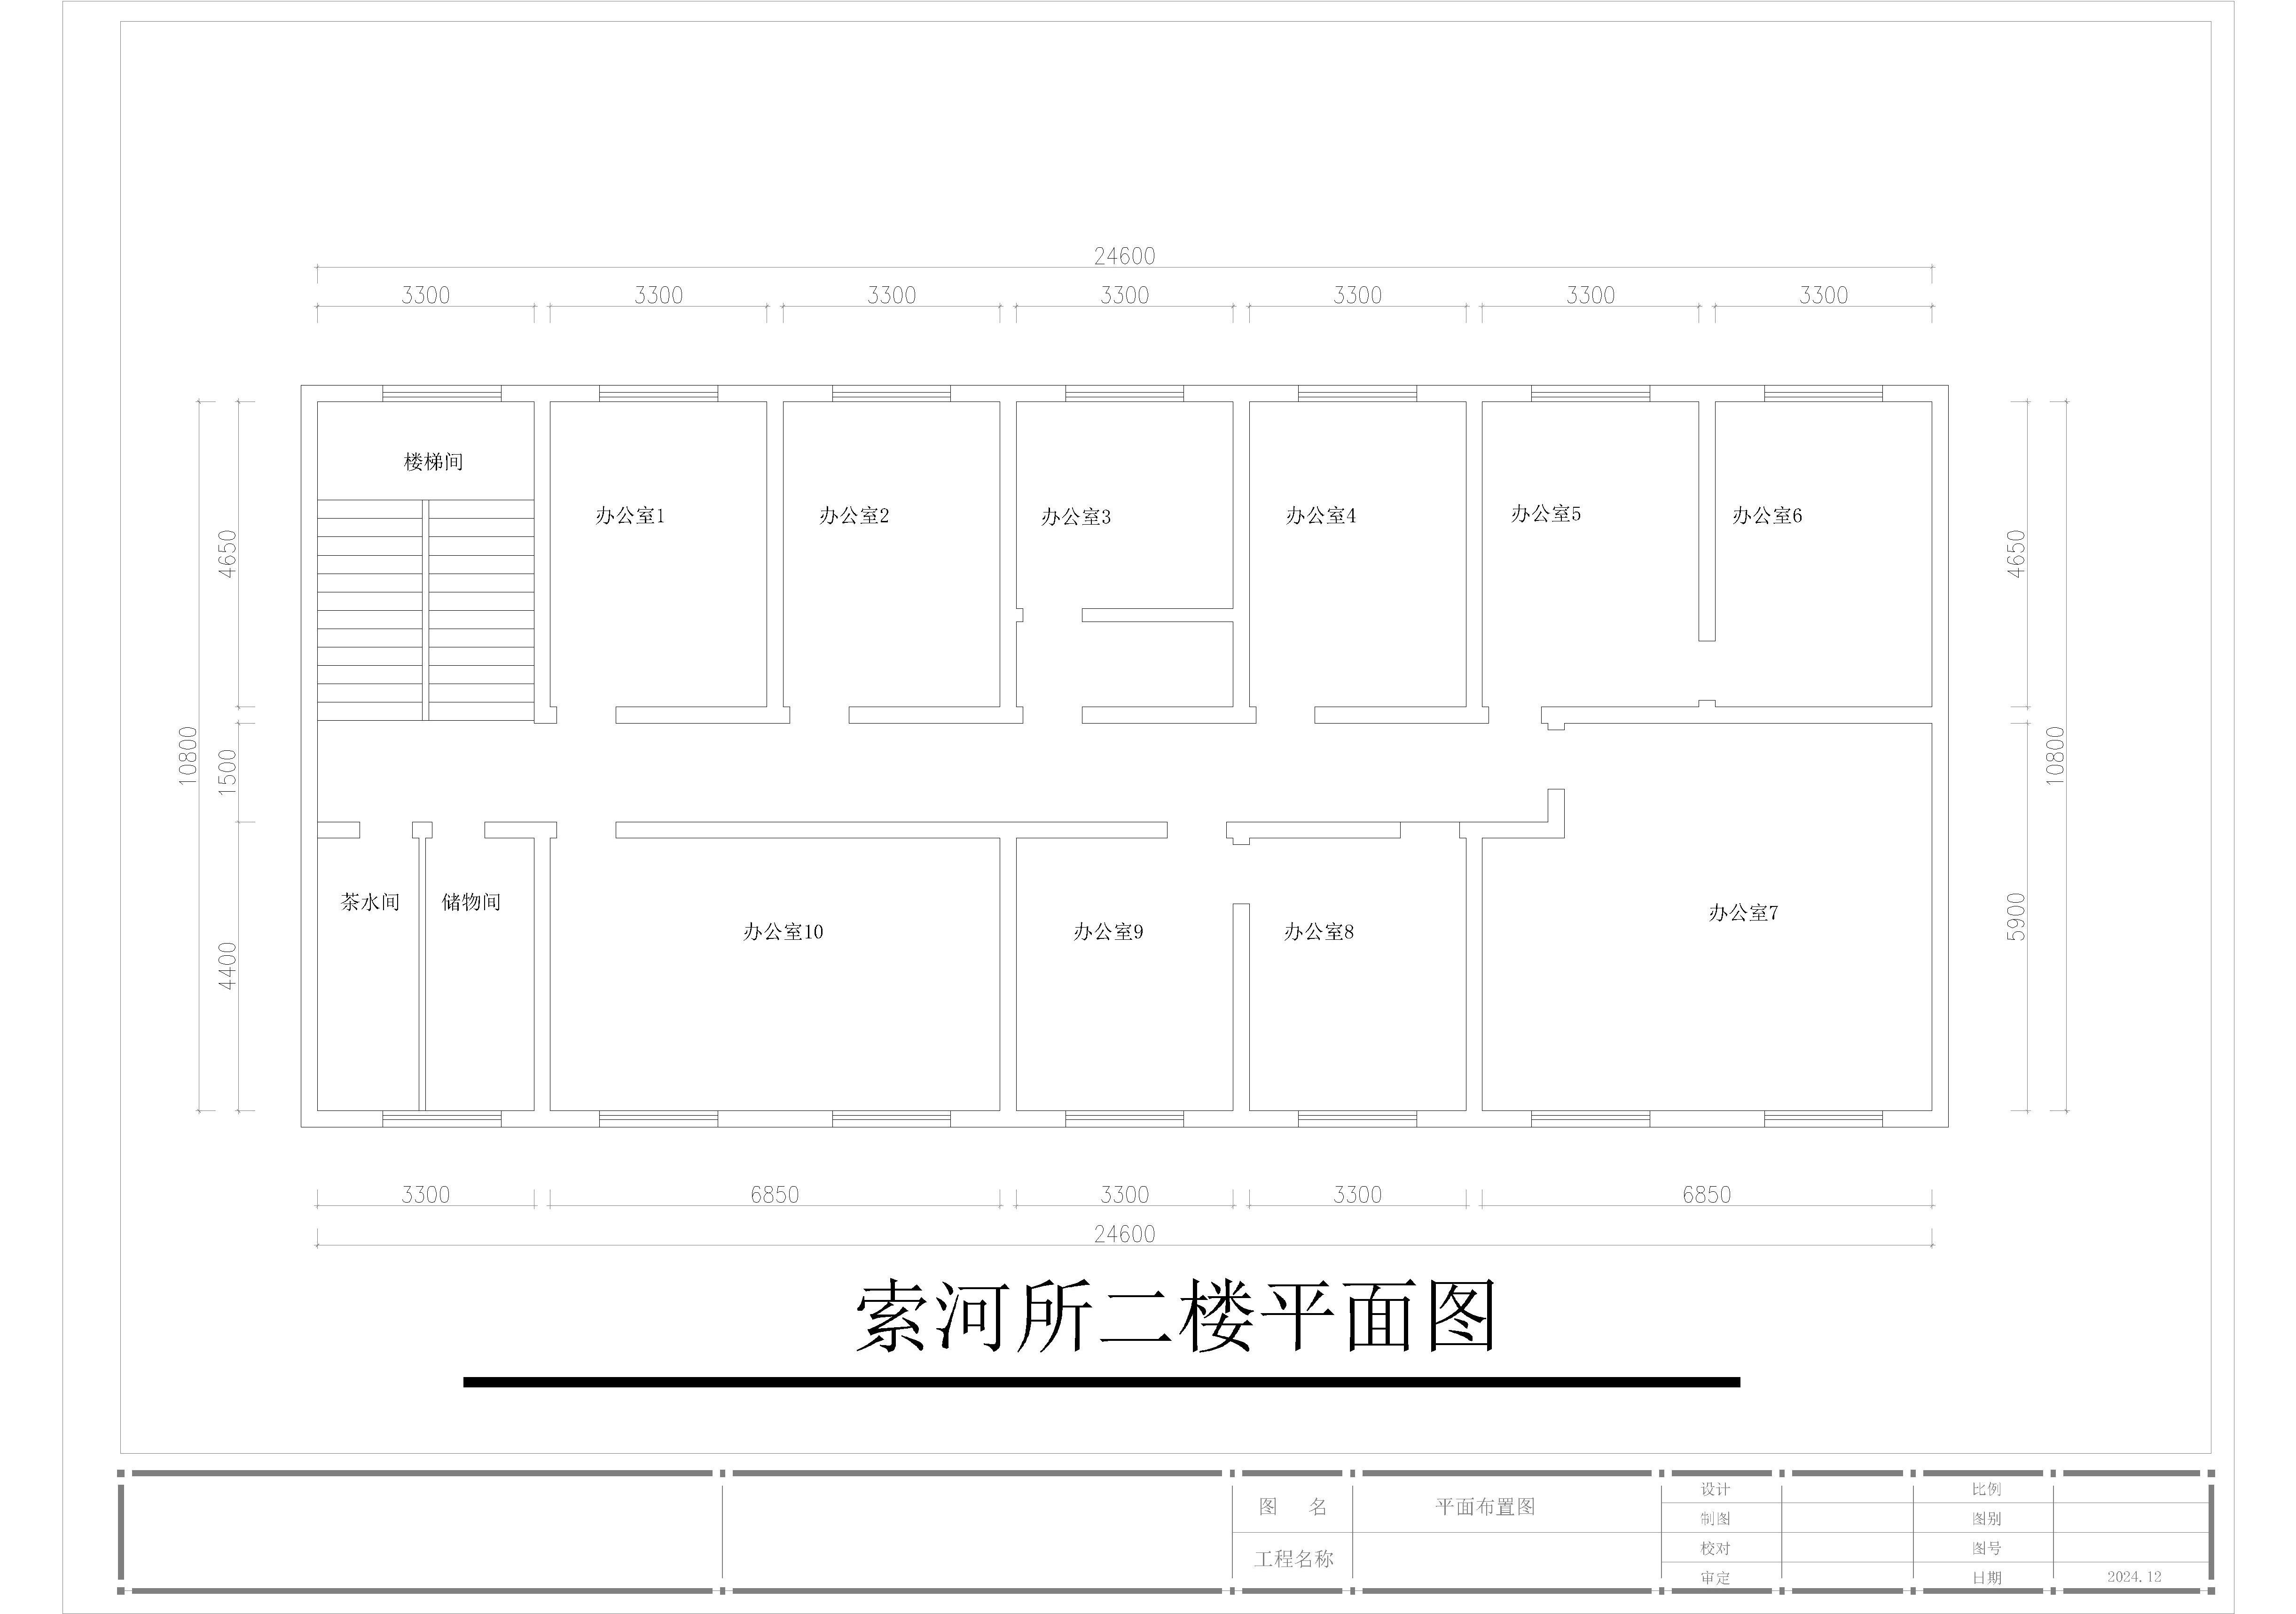 24600
3300 3300 3300 3300 3300 3300 3300
楼梯间
办公室1 办公室2 办公室3 办公室4 办公室5 办公室6
4650
4650
10800
1500
10800
茶水间 储物间
办公室10 办公室9 办公室8 办公室7
4400
5900
3300 6850 3300 3300 6850
24600
索河所二楼平面图
图 名 平面布置图
工程名称
设计 比例
制图 图别
校对 图号
审定 日期 2024.12